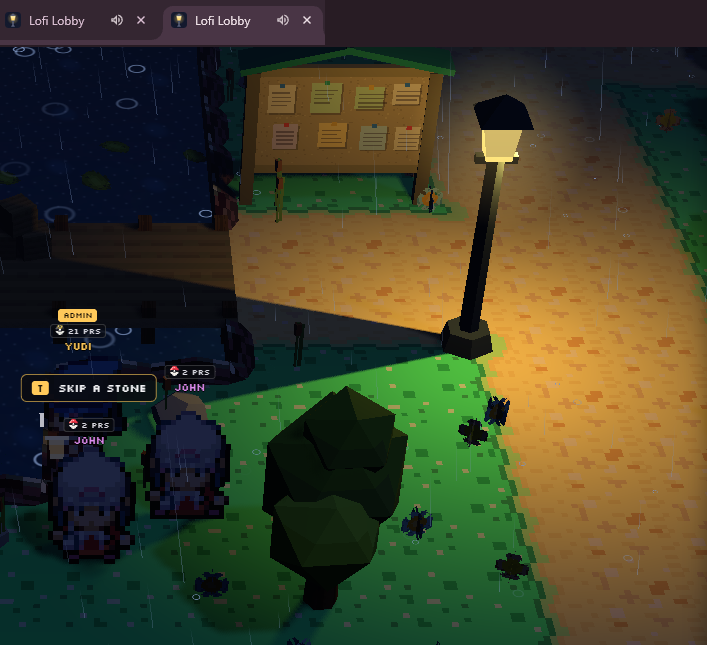 Lofi Lobby
Lofi Lobby
ADMIN
21 PRS
YUDI
2 PRS
JOHN
T SKIP A STONE
2 PRS
JOHN